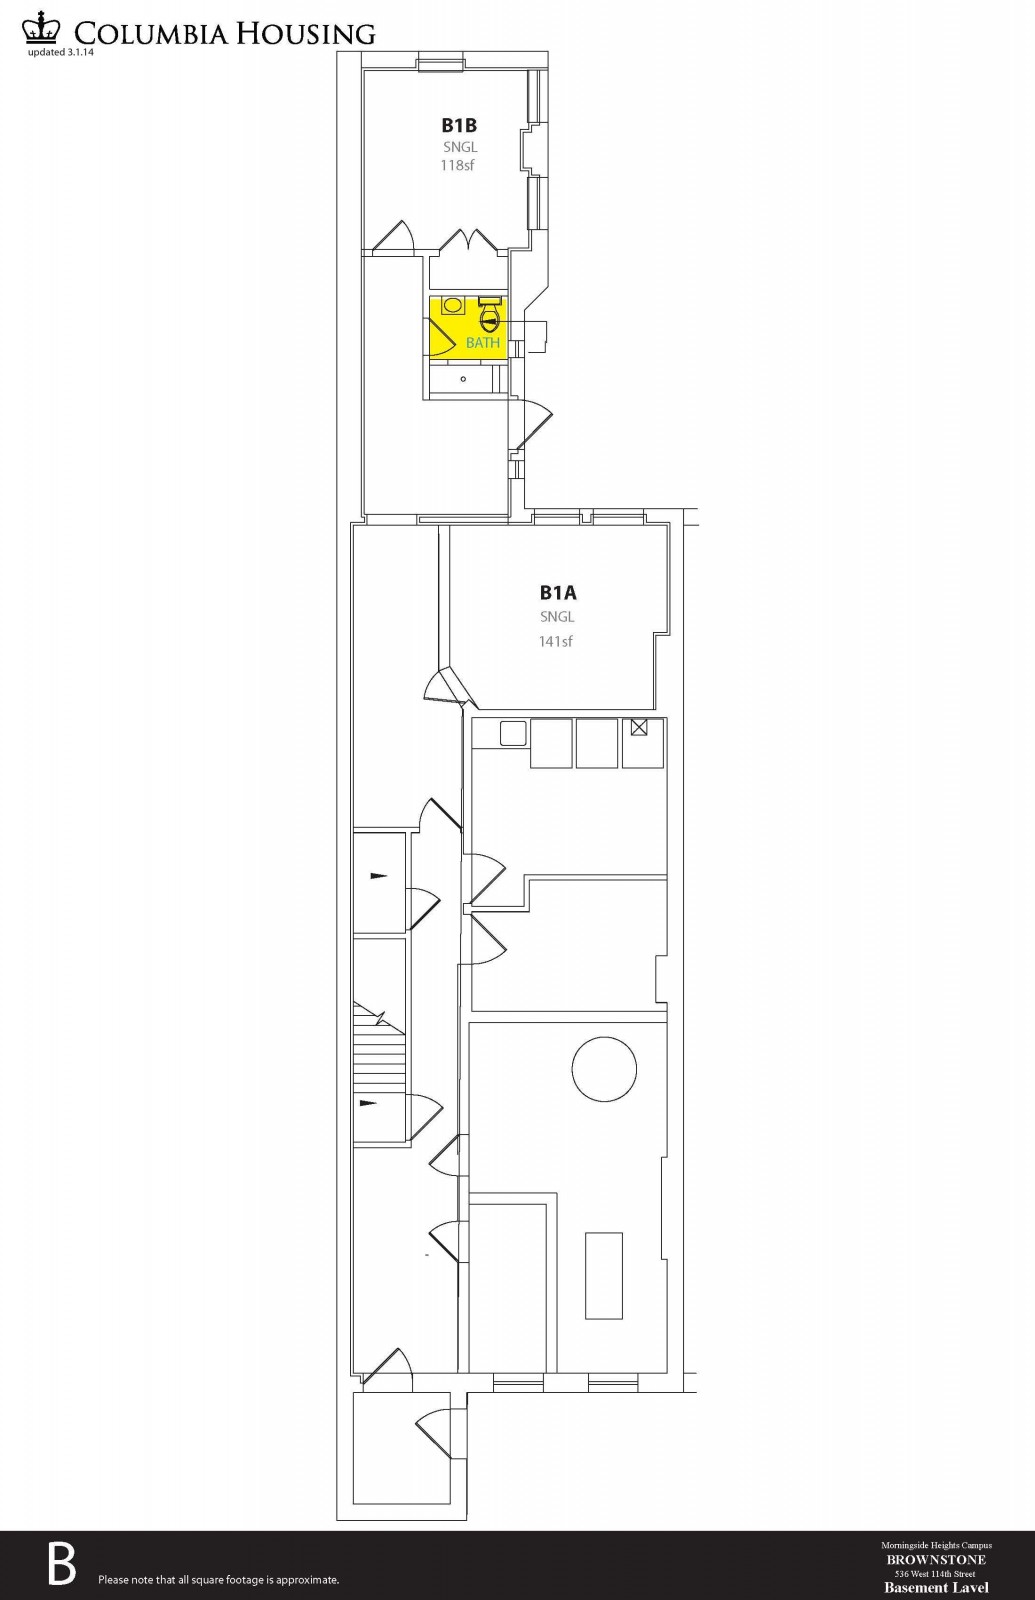 COLUMBIA HOUSING
updated 3.1.14
B1B
SNGL
118sf
BATH
B1A
SNGL
141sf
B
Please note that all square footage is approximate.
Morningside Heights Campus
BROWNSTONE
536 West 114th Street
Basement Lavel